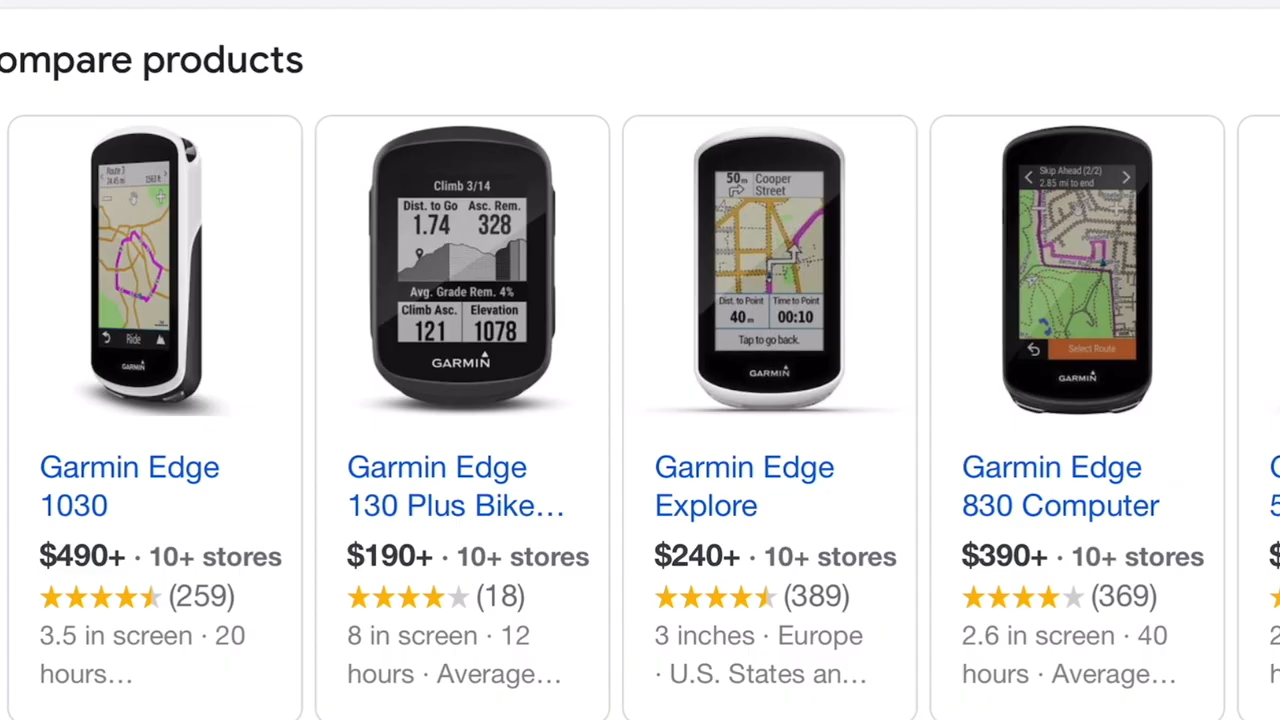 ompare products
Route 3
Ride
GARMIN
Climb 3/14
Dist. to Go Asc. Rem.
1.74 328
Avg. Grade Rem. 4%
Climb Asc. Elevation
121 1078
GARMIN
50m Cooper
Street
Dist. to Point Time to Point
40m 00:10
Tap to go back.
GARMIN
Skip Ahead (2/2)
2.85 mi to end
Select Route
GARMIN
Garmin Edge
1030
$490+ · 10+ stores
(259)
3.5 in screen · 20
hours...
Garmin Edge
130 Plus Bike...
$190+ · 10+ stores
(18)
8 in screen · 12
hours · Average...
Garmin Edge
Explore
$240+ · 10+ stores
(389)
3 inches · Europe
· U.S. States an...
Garmin Edge
830 Computer
$390+ · 10+ stores
(369)
2.6 in screen · 40
hours · Average...